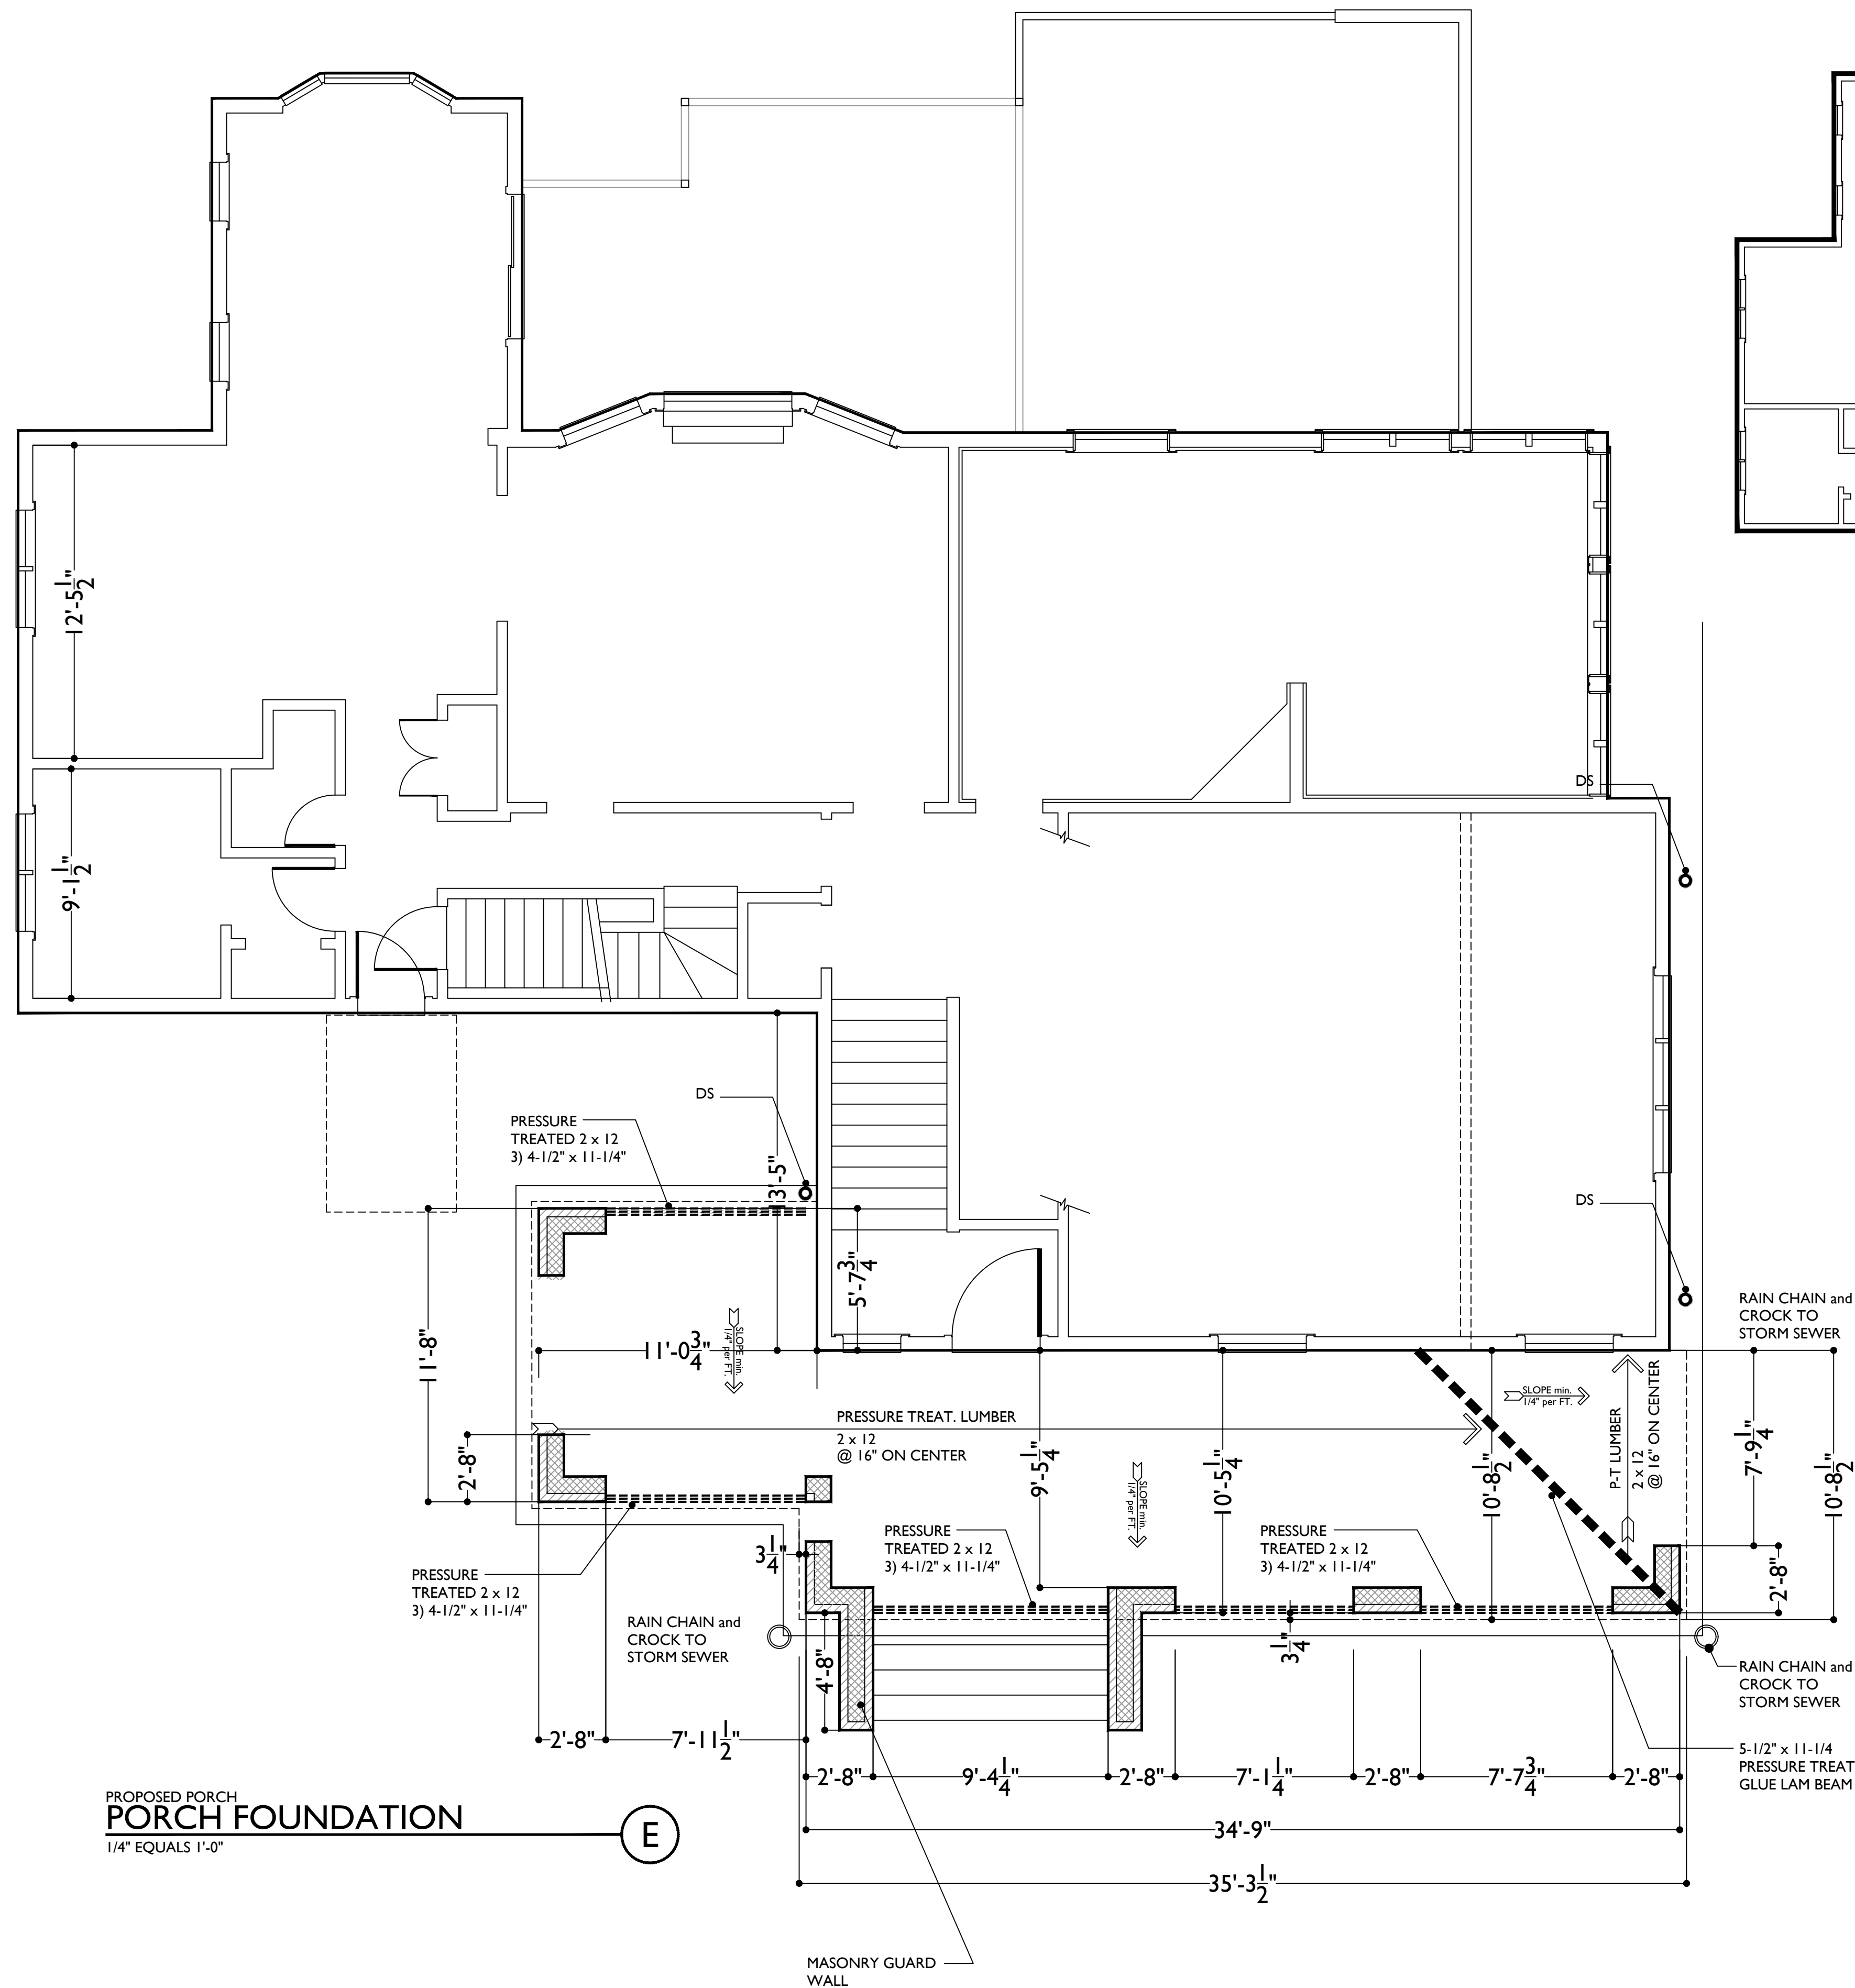 12'-5 1/2"
9'-1 1/2"
DS
DS
PRESSURE
TREATED 2 x 12
3) 4-1/2" x 11-1/4"
13'-5"
5'-7 3/4"
SLOPE min.
1/4" per FT.
11'-8"
11'-0 3/4"
DS
RAIN CHAIN and
CROCK TO
STORM SEWER
SLOPE min.
1/4" per FT.
PRESSURE TREAT. LUMBER
2 x 12
@ 16" ON CENTER
P-T LUMBER
2 x 12
@ 16" ON CENTER
2'-8"
9'-5 1/4"
10'-5 1/4"
10'-8 1/2"
7'-9 1/4"
10'-8 1/2"
SLOPE min.
1/4" per FT.
PRESSURE
TREATED 2 x 12
3) 4-1/2" x 11-1/4"
PRESSURE
TREATED 2 x 12
3) 4-1/2" x 11-1/4"
3 1/4"
2'-8"
PRESSURE
TREATED 2 x 12
3) 4-1/2" x 11-1/4"
RAIN CHAIN and
CROCK TO
STORM SEWER
4'-8"
3 1/4"
RAIN CHAIN and
CROCK TO
STORM SEWER
2'-8" 7'-11 1/2"
2'-8" 9'-4 1/4" 2'-8" 7'-1 1/4" 2'-8" 7'-7 3/4" 2'-8"
5-1/2" x 11-1/4
PRESSURE TREAT
GLUE LAM BEAM
34'-9"
35'-3 1/2"
PROPOSED PORCH
PORCH FOUNDATION
E
1/4" EQUALS 1'-0"
MASONRY GUARD
WALL